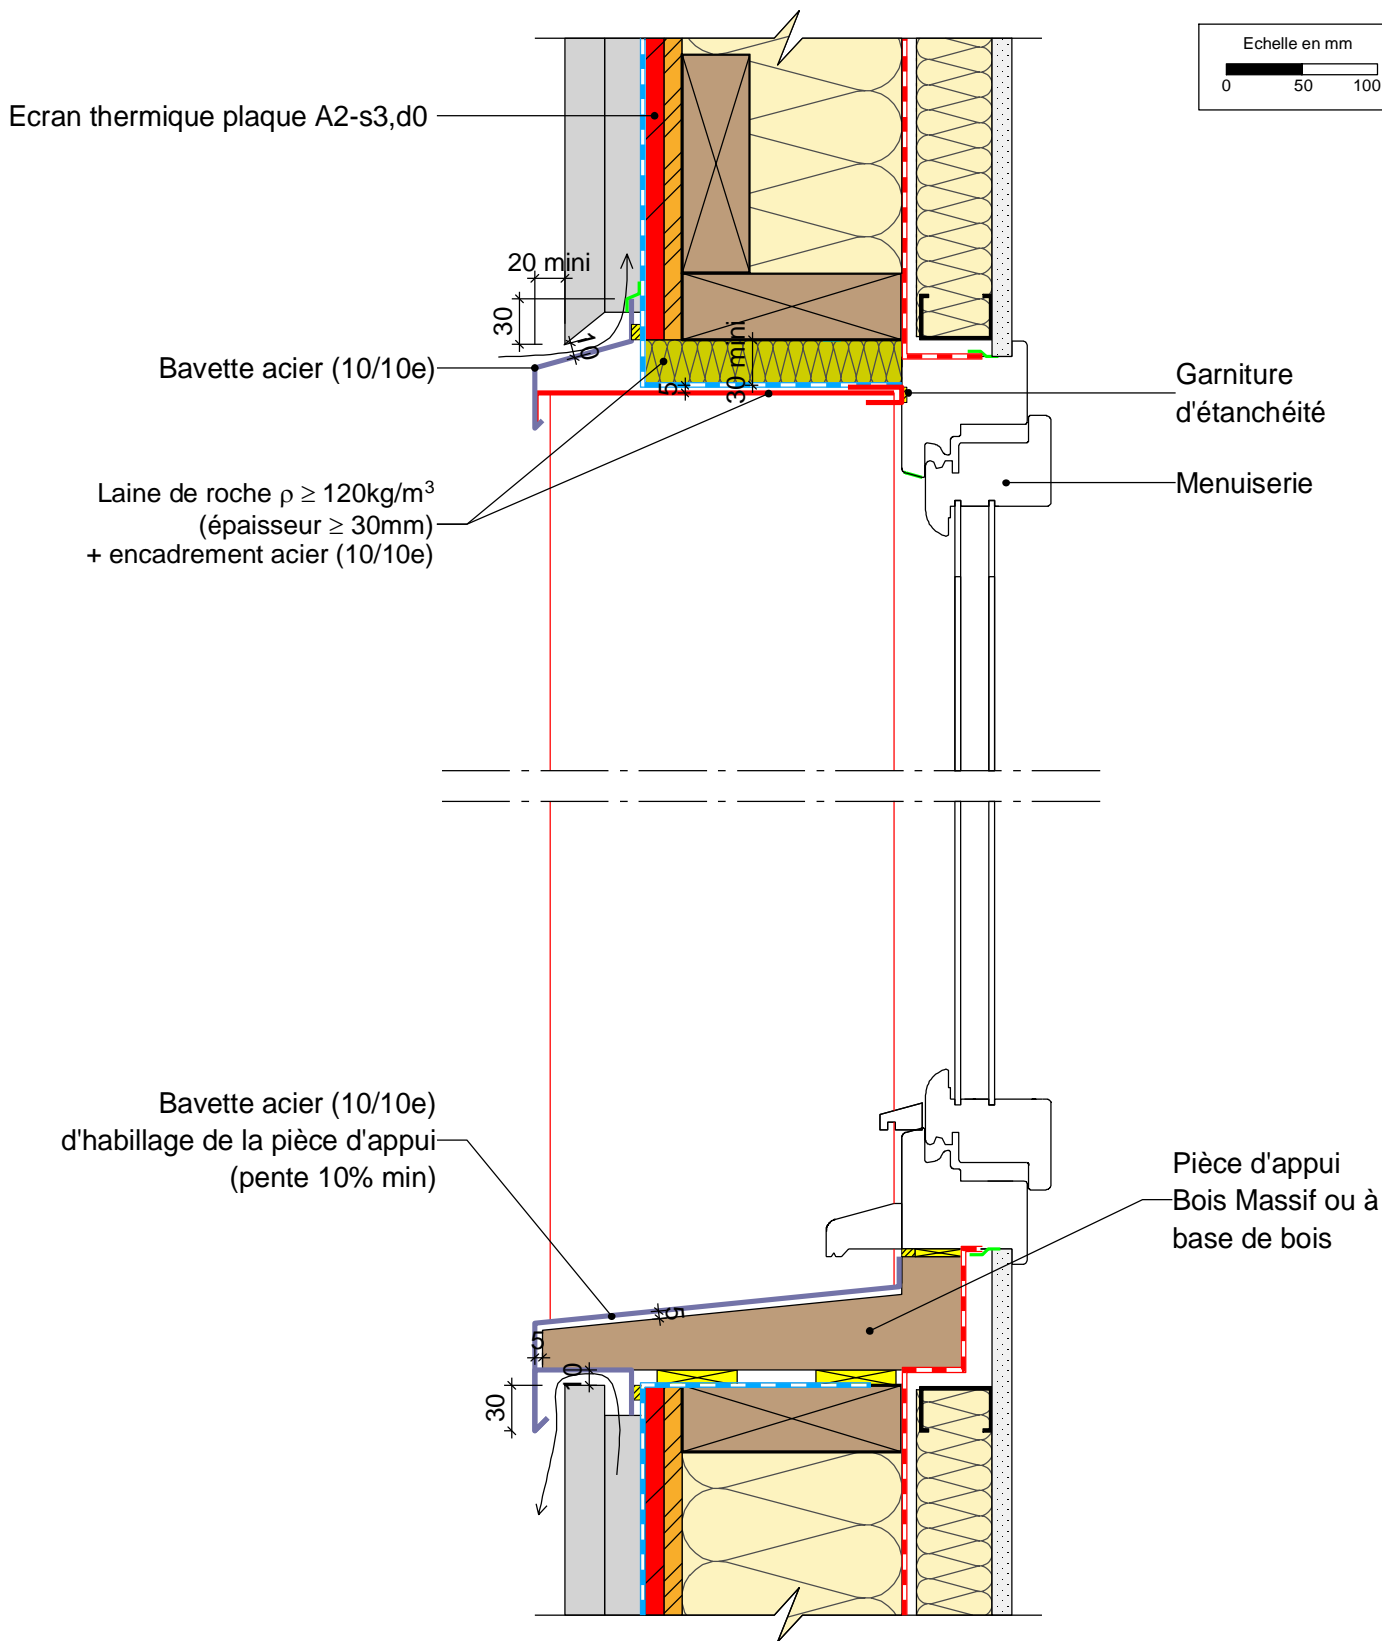 Echelle en mm
0 50 100
Ecran thermique plaque A2-s3,d0
20 mini
30
10
Bavette acier (10/10e)
30 mini
5
Garniture
d'étanchéité
Laine de roche ρ ≥ 120kg/m³
(épaisseur ≥ 30mm)
+ encadrement acier (10/10e)
Menuiserie
Bavette acier (10/10e)
d'habillage de la pièce d'appui
(pente 10% min)
Pièce d'appui
Bois Massif ou à
base de bois
5
5
10
30